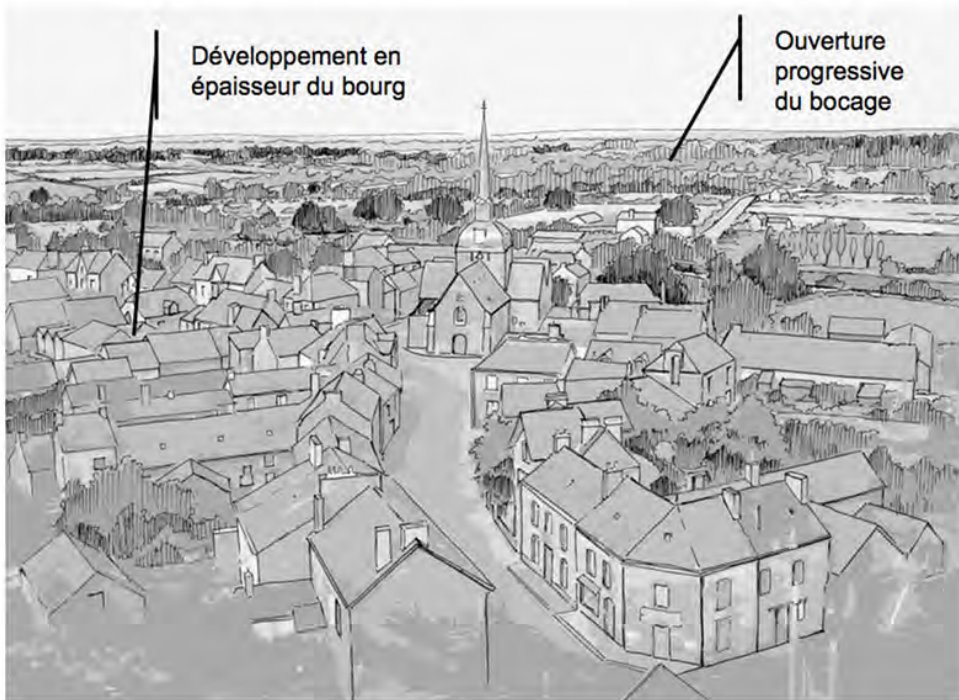 Développement en
épaisseur du bourg
Ouverture
progressive
du bocage